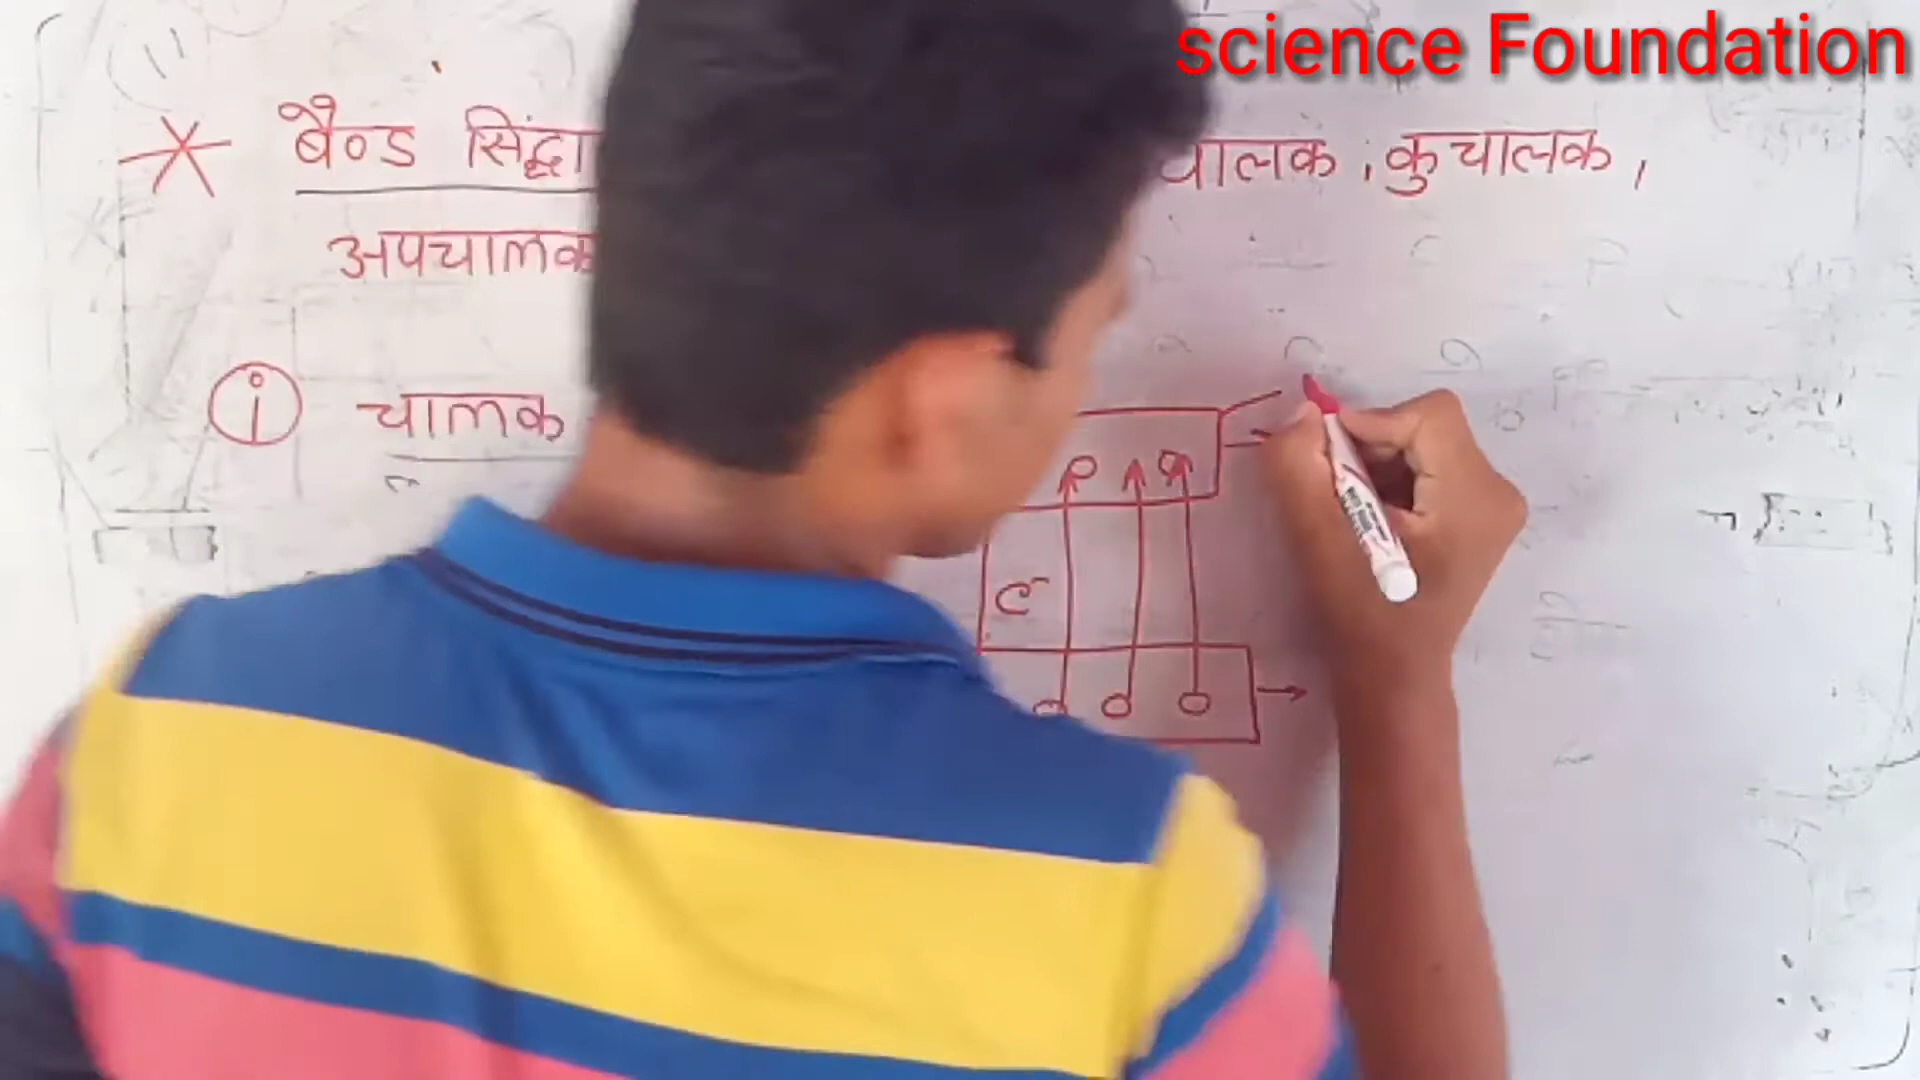 science Foundation
बैण्ड चालक, कुचालक,
अपचालक
i चालक
e⁻